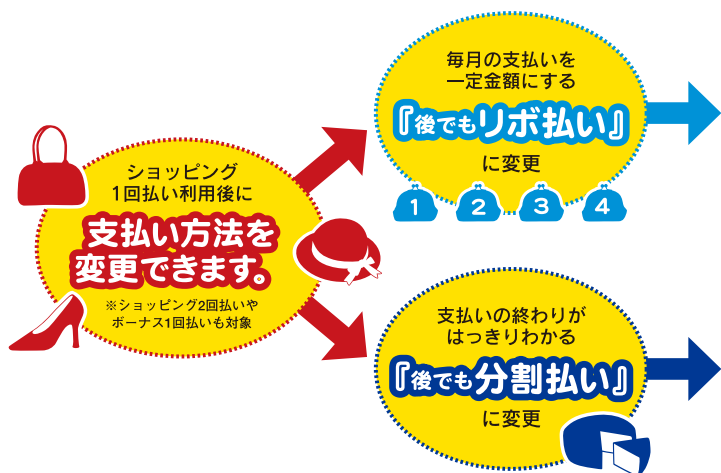 ショッピング
1回払い利用後に
支払い方法を
変更できます。
※ショッピング2回払いや
ボーナス1回払いも対象
毎月の支払いを
一定金額にする
『後でもリボ払い』
に変更
1 2 3 4
支払いの終わりが
はっきりわかる
『後でも分割払い』
に変更